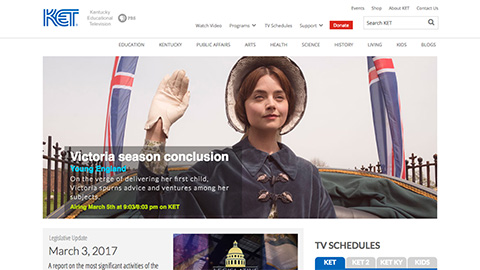 KET
Kentucky
Educational
Television
PBS
Events Shop About KET Contact Us
Watch Video Programs TV Schedules Support Donate
Search KET
EDUCATION KENTUCKY PUBLIC AFFAIRS ARTS HEALTH SCIENCE HISTORY LIVING KIDS BLOGS
Victoria season conclusion
Young England
On the verge of delivering her first child,
Victoria spurns advice and ventures among her
subjects.
Airing March 5th at 9:03/8:03 pm on KET
Legislative Update
March 3, 2017
A report on the most significant activities of the
TV SCHEDULES
KET KET 2 KET KY KIDS